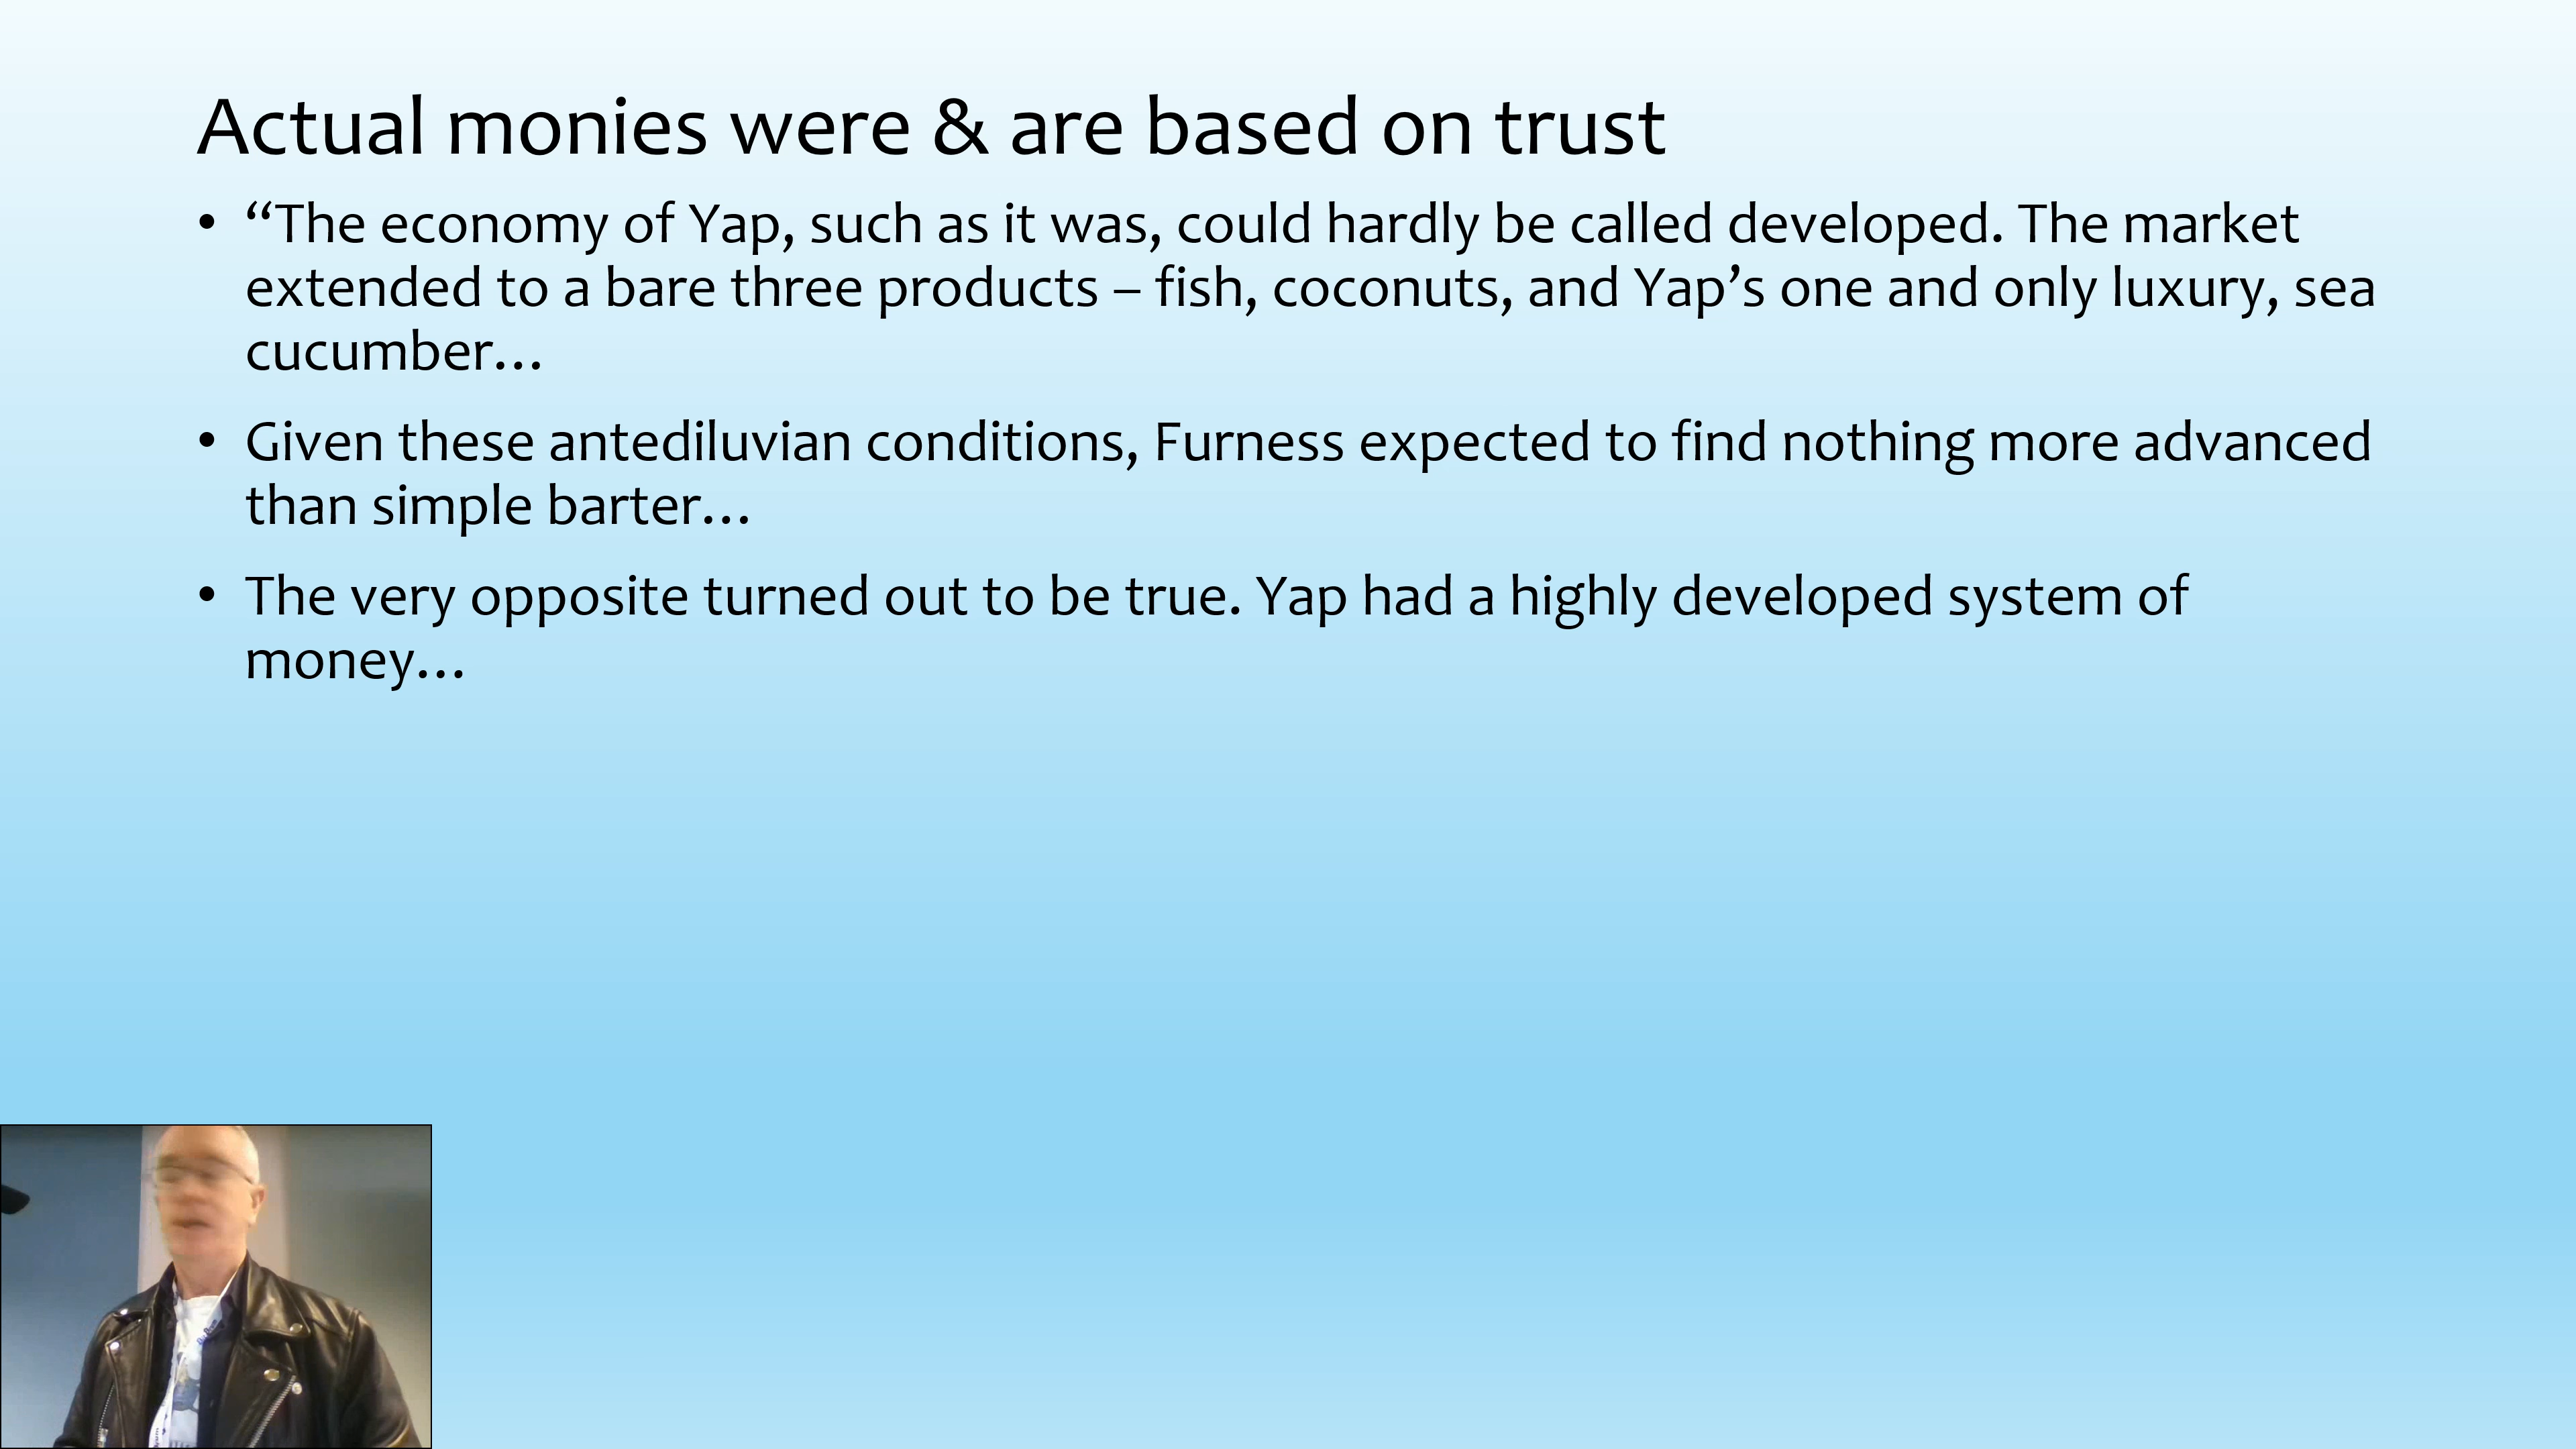 Actual monies were & are based on trust
• “The economy of Yap, such as it was, could hardly be called developed. The market
extended to a bare three products – fish, coconuts, and Yap’s one and only luxury, sea
cucumber…
• Given these antediluvian conditions, Furness expected to find nothing more advanced
than simple barter…
• The very opposite turned out to be true. Yap had a highly developed system of
money…